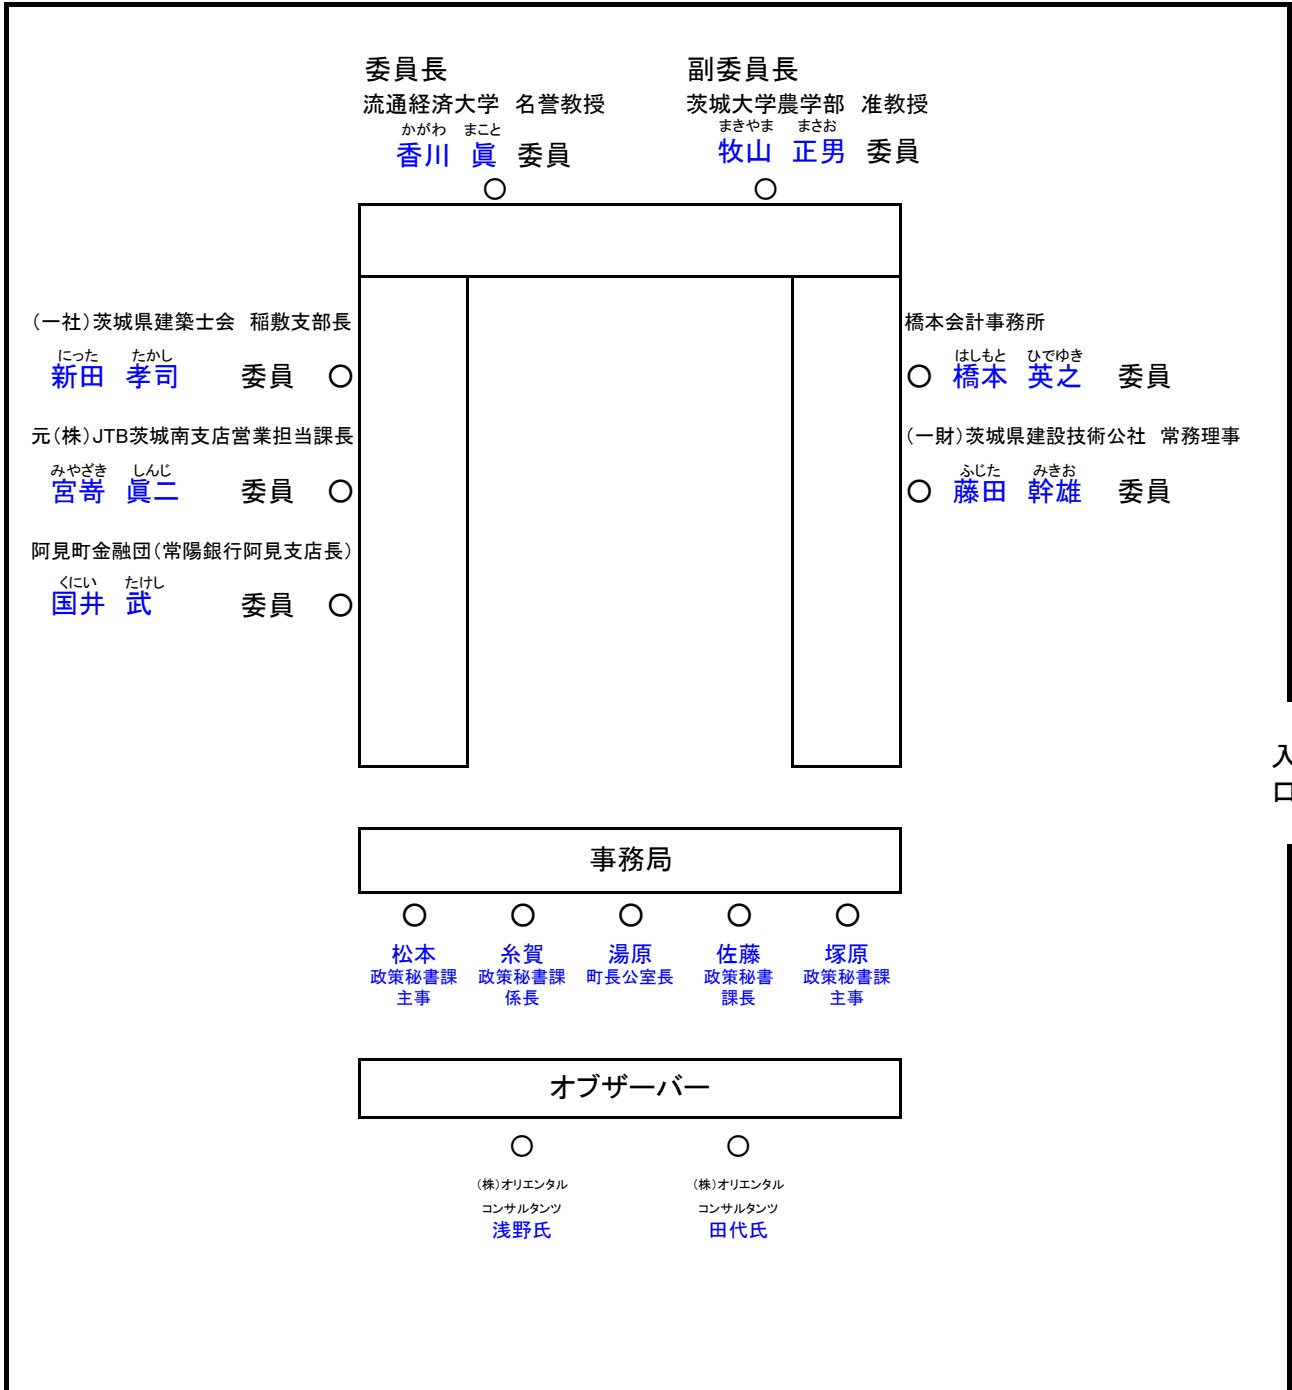 委員長
流通経済大学　名誉教授
かがわ　まこと
香川　眞　委員
副委員長
茨城大学農学部　准教授
まきやま　まさお
牧山　正男　委員
（一社）茨城県建築士会　稲敷支部長
にった　たかし
新田　孝司　委員
元（株）JTB茨城南支店営業担当課長
みやざき　しんじ
宮嵜　眞二　委員
阿見町金融団（常陽銀行阿見支店長）
くにい　たけし
国井　武　委員
橋本会計事務所
はしもと　ひでゆき
橋本　英之　委員
（一財）茨城県建設技術公社　常務理事
ふじた　みきお
藤田　幹雄　委員
入
口
事務局
松本
政策秘書課
主事
糸賀
政策秘書課
係長
湯原
町長公室長
佐藤
政策秘書
課長
塚原
政策秘書課
主事
オブザーバー
（株）オリエンタル
コンサルタンツ
浅野氏
（株）オリエンタル
コンサルタンツ
田代氏